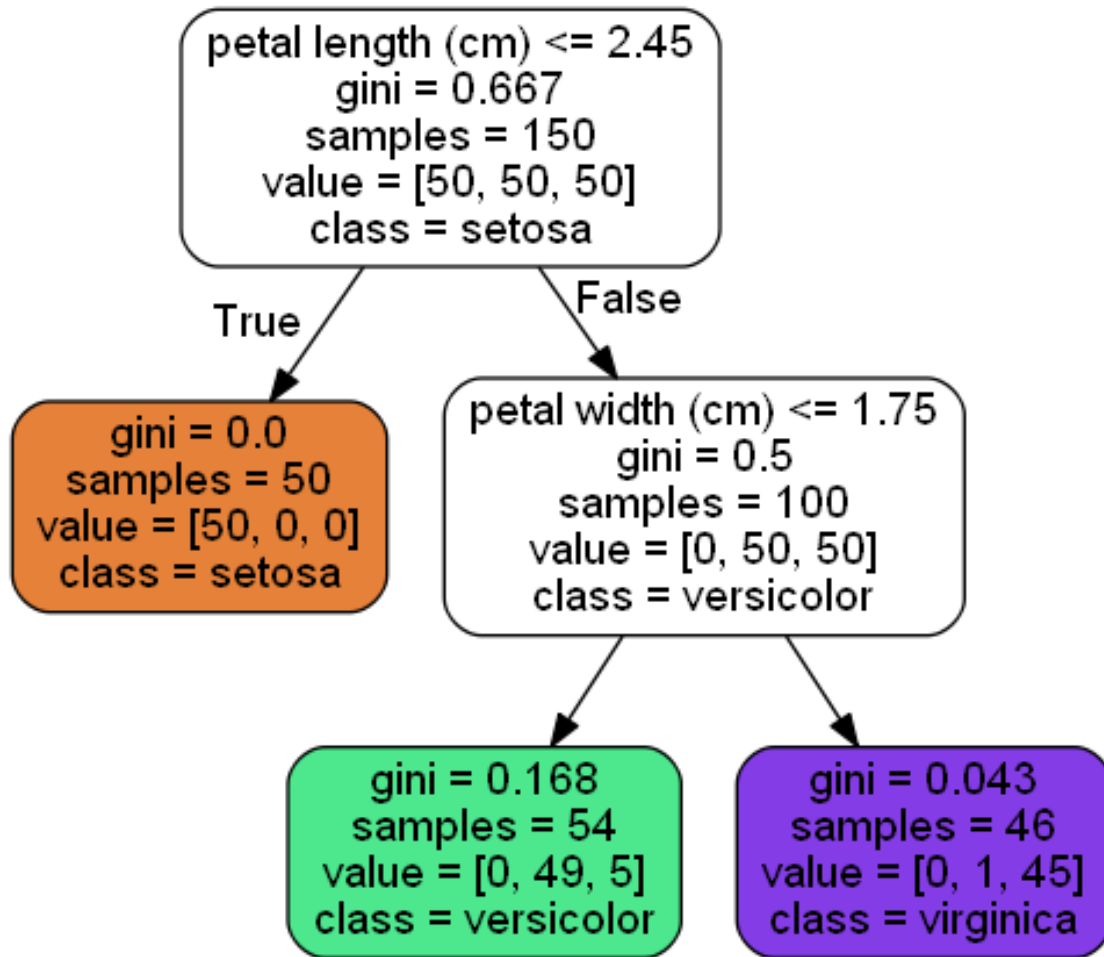 petal length (cm) <= 2.45
gini = 0.667
samples = 150
value = [50, 50, 50]
class = setosa
True
False
gini = 0.0
samples = 50
value = [50, 0, 0]
class = setosa
petal width (cm) <= 1.75
gini = 0.5
samples = 100
value = [0, 50, 50]
class = versicolor
gini = 0.168
samples = 54
value = [0, 49, 5]
class = versicolor
gini = 0.043
samples = 46
value = [0, 1, 45]
class = virginica